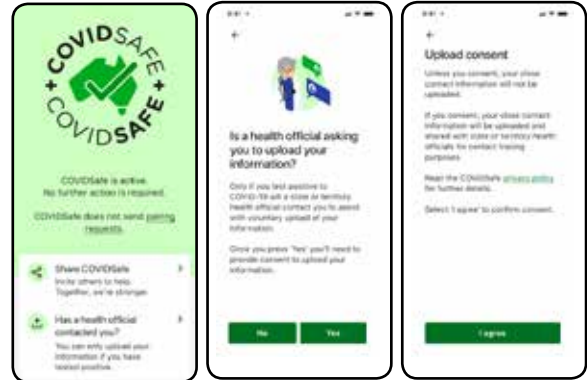 COVIDSAFE
COVIDSAFE
COVIDSafe is active.
No further action is required.
COVIDSafe does not send pairing
requests.
Share COVIDSafe
Invite others to help.
Together, we're stronger.
Has a health official
contacted you?
You can only upload your
information if you have
tested positive.
Is a health official asking
you to upload your
information?
Only if you test positive to
COVID-19 will a state or territory
health official contact you to assist
with voluntary upload of your
information.
Once you press 'Yes' you'll need to
provide consent to upload your
information.
No
Yes
Upload consent
Unless you consent, your close
contact information will not be
uploaded.
If you consent, your close contact
information will be uploaded and
shared with state or territory health
officials for contact tracing
purposes.
Read the COVIDSafe privacy policy
for further details.
Select 'I agree' to confirm consent.
I agree